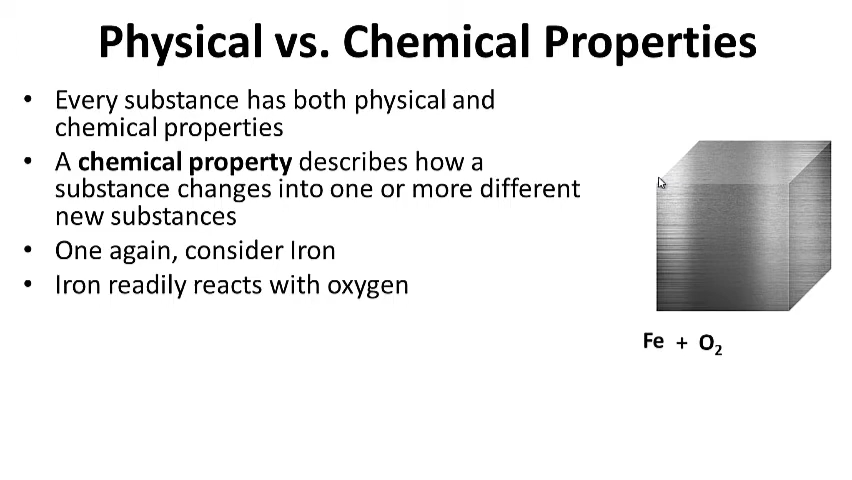 Physical vs. Chemical Properties
• Every substance has both physical and
chemical properties
• A chemical property describes how a
substance changes into one or more different
new substances
• One again, consider Iron
• Iron readily reacts with oxygen
Fe + O₂